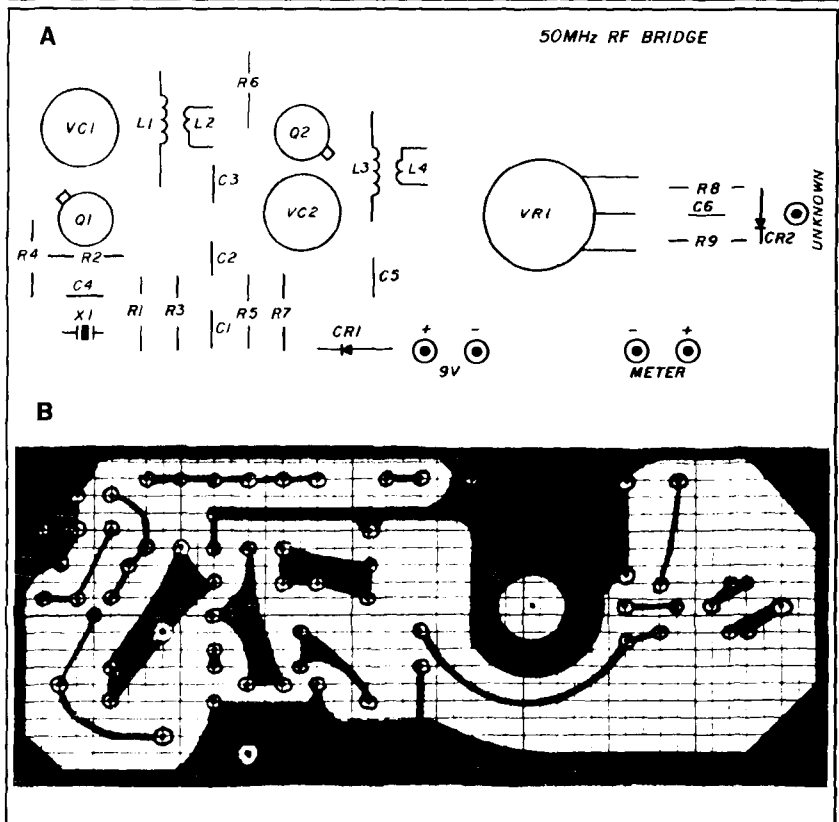 A
50MHz RF BRIDGE
R6
VC1
L1
L2
Q2
L3
L4
C3
VR1
R8
C6
UNKNOWN
Q1
VC2
R4
R2
C2
R9
CR2
C4
C5
X1
R1
R3
C1
R5
R7
CR1
+
-
-
+
9V
METER
B